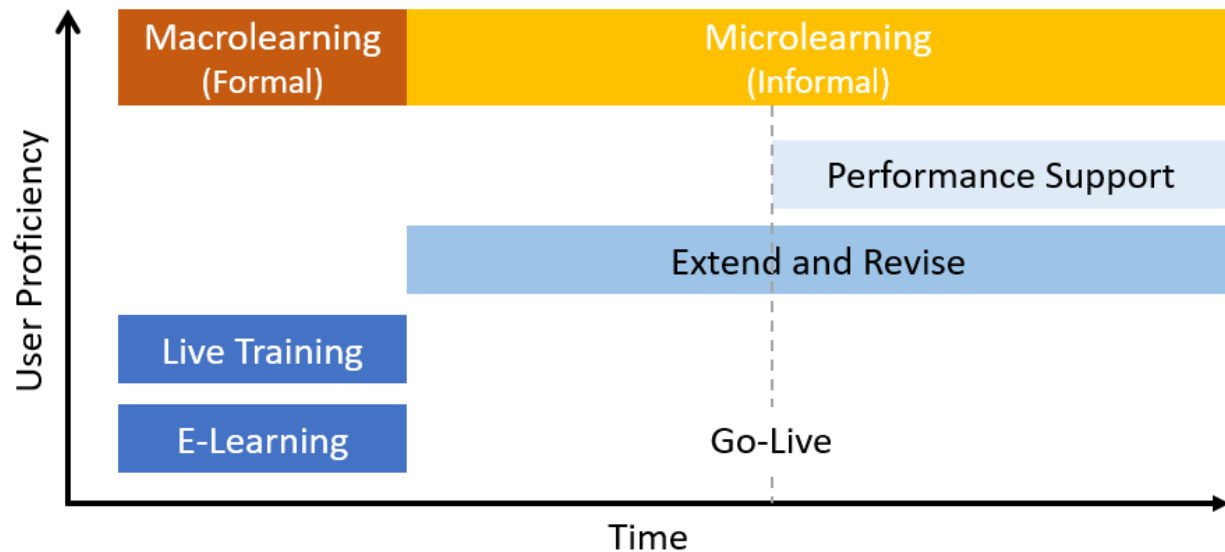 Macrolearning
(Formal)
Microlearning
(Informal)
Performance Support
Extend and Revise
Live Training
E-Learning
Go-Live
User Proficiency
Time